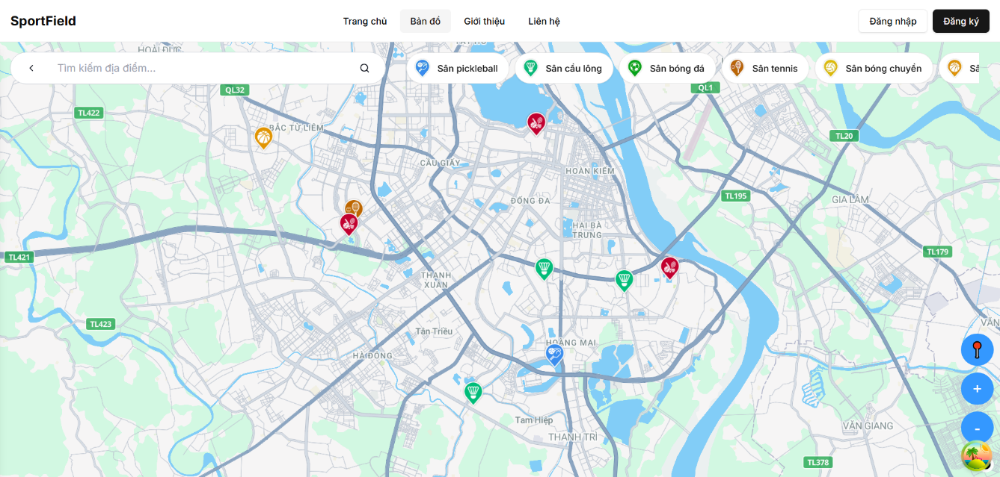 SportField
Trang chủ
Bản đồ
Giới thiệu
Liên hệ
Đăng nhập
Đăng ký
HOÀI ĐỨC
Tìm kiếm địa điểm...
Sân pickleball
Sân cầu lông
Sân bóng đá
Sân tennis
Sân bóng chuyền
QL32
QL1
TL422
BẮC TỪ LIÊM
TL20
CẦU GIẤY
HOÀN KIẾM
ĐỐNG ĐA
TL195
GIA LÂM
HAI BÀ
TRƯNG
TL421
TL179
THANH
XUÂN
TL423
Tân Triều
HOÀNG MAI
HÀ ĐÔNG
VĂN
+
-
Tam Hiệp
THANH TRÌ
VĂN GIANG
TL378